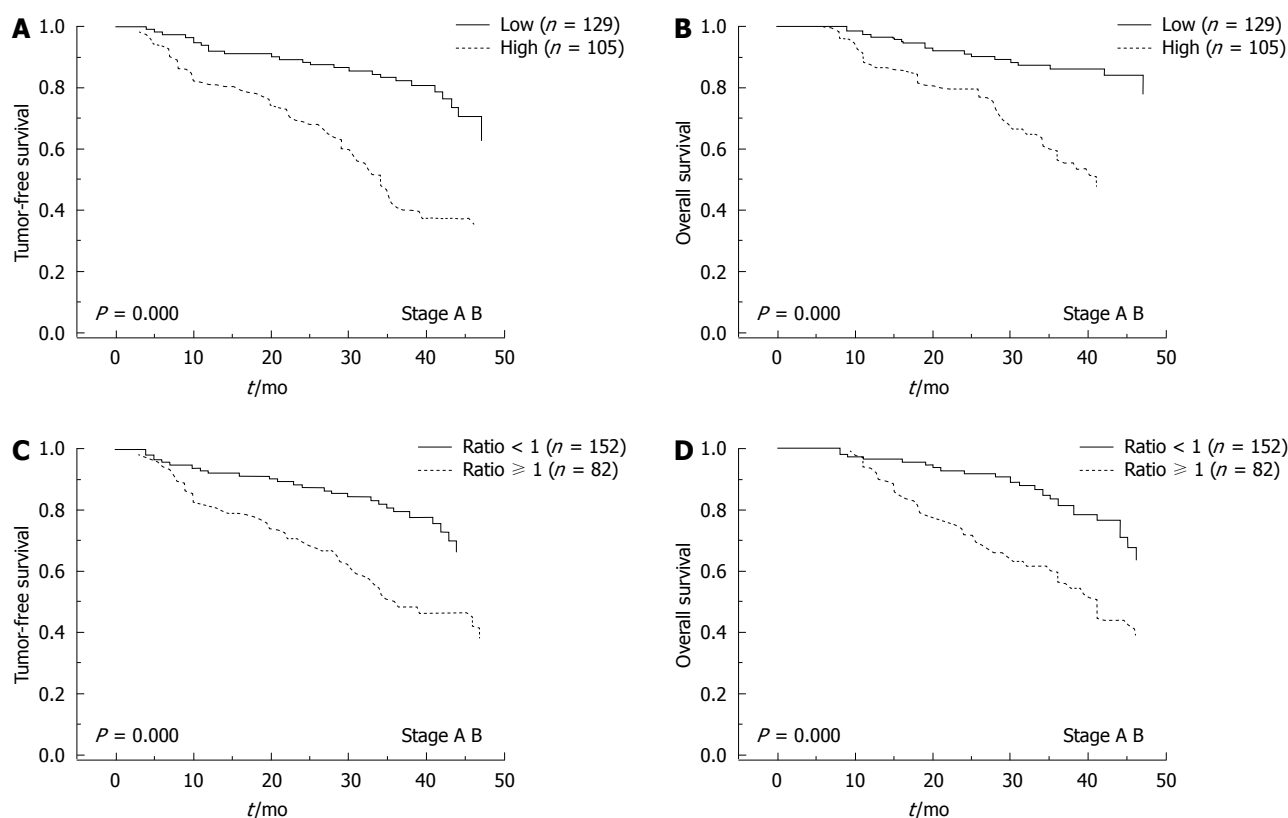 A
Low (n = 129)
High (n = 105)
Tumor-free survival
1.0
0.8
0.6
0.4
0.2
0.0
P = 0.000
Stage A B
0 10 20 30 40 50
t/mo
B
Low (n = 129)
High (n = 105)
Overall survival
1.0
0.8
0.6
0.4
0.2
0.0
P = 0.000
Stage A B
0 10 20 30 40 50
t/mo
C
Ratio < 1 (n = 152)
Ratio ⩾ 1 (n = 82)
Tumor-free survival
1.0
0.8
0.6
0.4
0.2
0.0
P = 0.000
Stage A B
0 10 20 30 40 50
t/mo
D
Ratio < 1 (n = 152)
Ratio ⩾ 1 (n = 82)
Overall survival
1.0
0.8
0.6
0.4
0.2
0.0
P = 0.000
Stage A B
0 10 20 30 40 50
t/mo